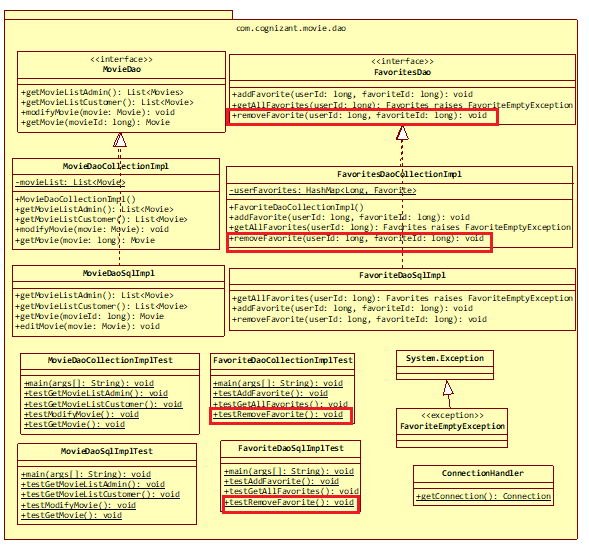 com.cognizant.movie.dao
<<interface>>
MovieDao
+getMovieListAdmin(): List<Movies>
+getMovieListCustomer(): List<Movie>
+modifyMovie(movie: Movie): void
+getMovie(movieId: long): Movie
<<interface>>
FavoritesDao
+addFavorite(userId: long, favoriteId: long): void
+getAllFavorites(userId: long): Favorites raises FavoriteEmptyException
+removeFavorite(userId: long, favoriteId: long): void
MovieDaoCollectionImpl
-movieList: List<Movie>
+MovieDaoCollectionImpl()
+getMovieListAdmin(): List<Movie>
+getMovieListCustomer(): List<Movie>
+modifyMovie(movie: Movie): void
+getMovie(movie: long): Movie
FavoritesDaoCollectionImpl
-userFavorites: HashMap<Long, Favorite>
+FavoriteDaoCollectionImpl()
+addFavorite(userId: long, favoriteId: long): void
+getAllFavorites(userId: long): Favorites raises FavoriteEmptyException
+removeFavorite(userId: long, favoriteId: long): void
MovieDaoSqlImpl
+getMovieListAdmin(): List<Movie>
+getMovieListCustomer(): List<Movie>
+getMovie(movieId: long): Movie
+editMovie(movie: Movie): void
FavoriteDaoSqlImpl
+getAllFavorites(userId: long): Favorites raises FavoriteEmptyException
+addFavorite(userId: long, favoriteId: long): void
+removeFavorite(userId: long, favoriteId: long): void
MovieDaoCollectionImplTest
+main(args[]: String): void
+testGetMovieListAdmin(): void
+testGetMovieListCustomer(): void
+testModifyMovie(): void
+testGetMovie(): void
FavoriteDaoCollectionImplTest
+main(args[]: String): void
+testAddFavorite(): void
+testGetAllFavorites(): void
+testRemoveFavorite(): void
System.Exception
<<exception>>
FavoriteEmptyException
MovieDaoSqlImplTest
+main(args[]: String): void
+testGetMovieListAdmin(): void
+testGetMovieListCustomer(): void
+testModifyMovie(): void
+testGetMovie(): void
FavoriteDaoSqlImplTest
+main(args[]: String): void
+testAddFavorite(): void
+testGetAllFavorites(): void
+testRemoveFavorite(): void
ConnectionHandler
+getConnection(): Connection